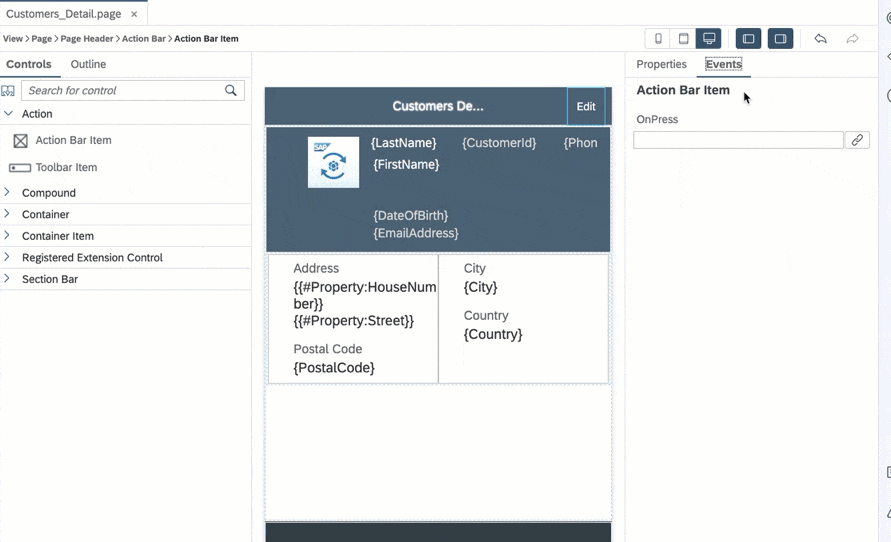 Customers_Detail.page ×
View > Page > Page Header > Action Bar > Action Bar Item
Controls Outline
Search for control
Action
Action Bar Item
Toolbar Item
Compound
Container
Container Item
Registered Extension Control
Section Bar
Customers De... Edit
SAP
{LastName} {CustomerId} {Phon
{FirstName}
{DateOfBirth}
{EmailAddress}
Address
{{#Property:HouseNum
ber}}
{{#Property:Street}}
Postal Code
{PostalCode}
City
{City}
Country
{Country}
Properties Events
Action Bar Item
OnPress